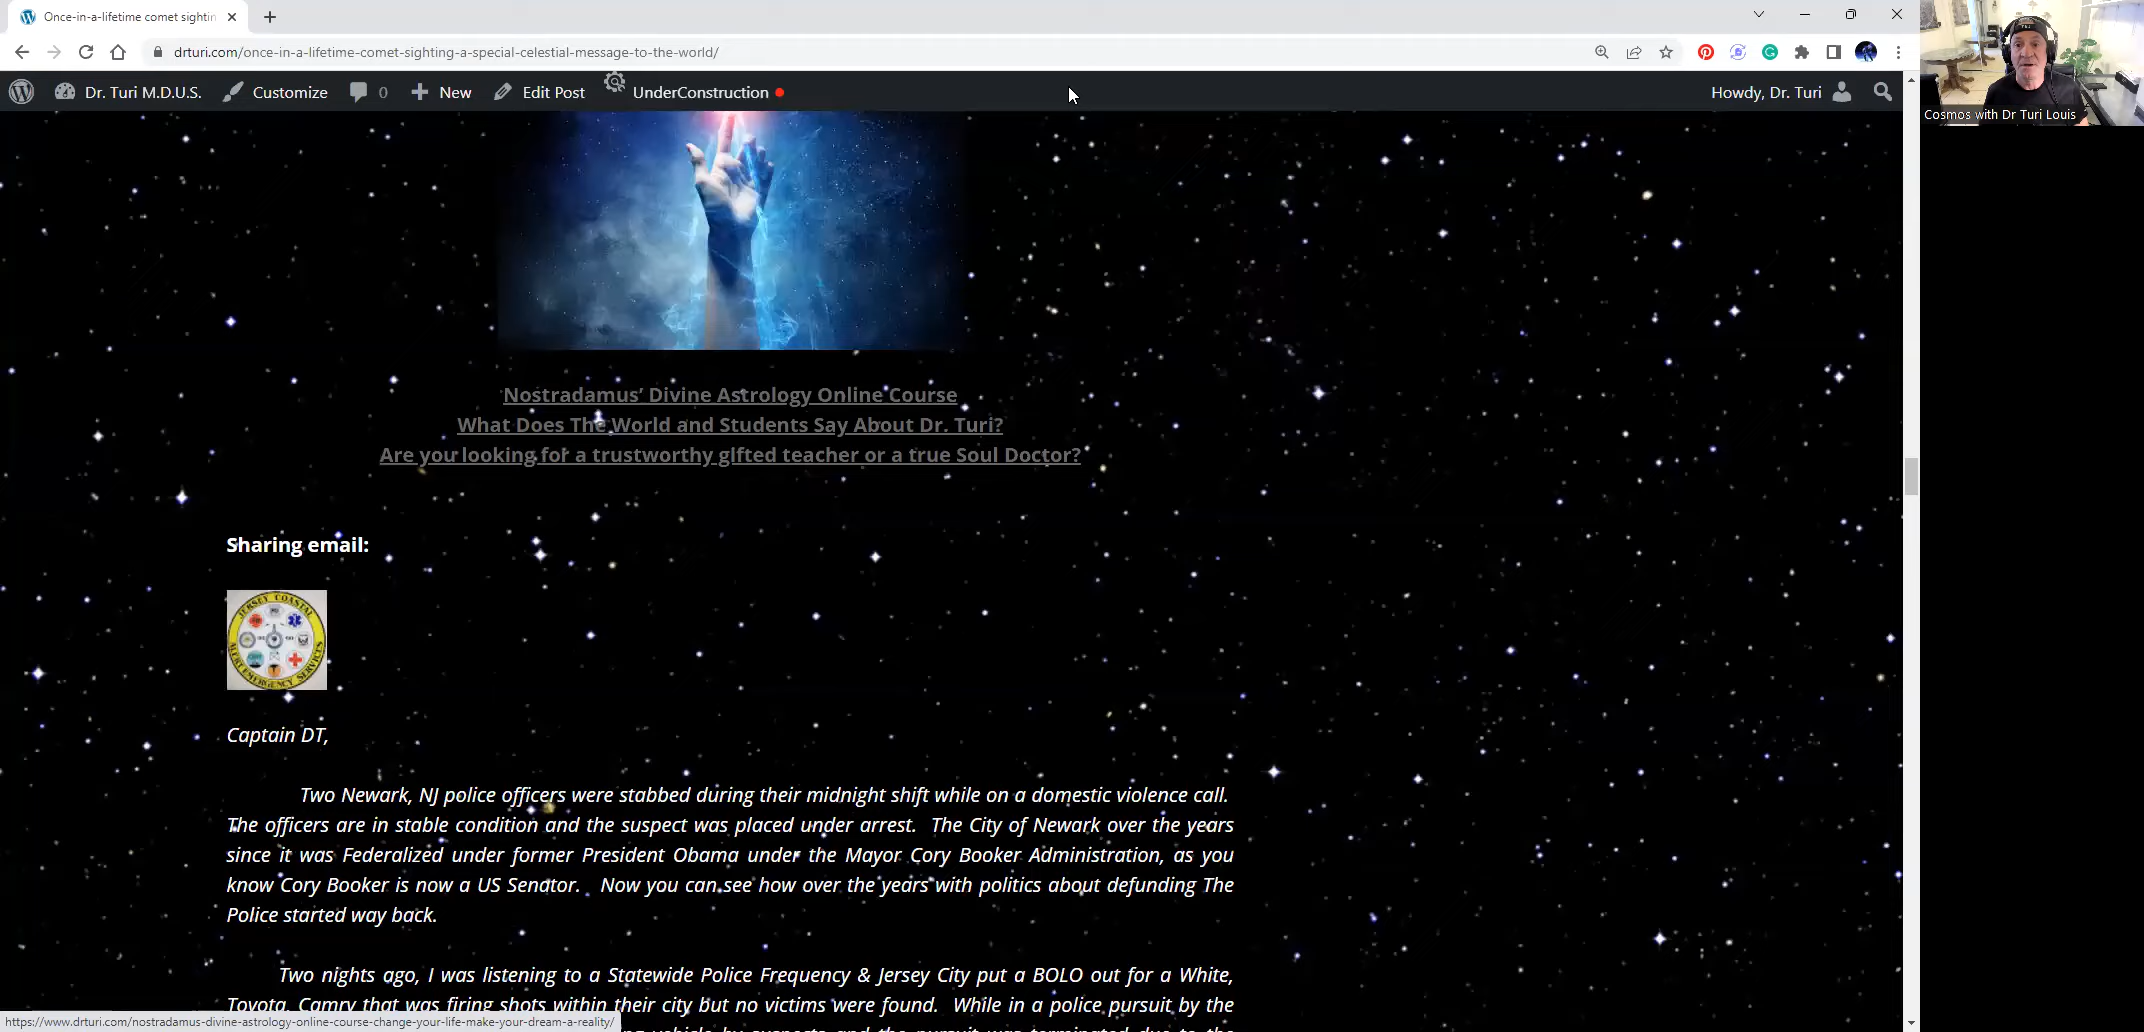 Once-in-a-lifetime comet sightin
drturi.com/once-in-a-lifetime-comet-sighting-a-special-celestial-message-to-the-world/
Dr. Turi M.D.U.S. Customize 0 New Edit Post UnderConstruction Howdy, Dr. Turi
Cosmos with Dr Turi Louis
Nostradamus’ Divine Astrology Online Course
What Does The World and Students Say About Dr. Turi?
Are you looking for a trustworthy gifted teacher or a true Soul Doctor?
Sharing email:
JERSEY COASTAL
ALERT EMERGENCY SERVICES
Captain DT,
Two Newark, NJ police officers were stabbed during their midnight shift while on a domestic violence call.
The officers are in stable condition and the suspect was placed under arrest. The City of Newark over the years
since it was Federalized under former President Obama under the Mayor Cory Booker Administration, as you
know Cory Booker is now a US Senator. Now you can see how over the years with politics about defunding The
Police started way back.
Two nights ago, I was listening to a Statewide Police Frequency & Jersey City put a BOLO out for a White,
Toyota, Camry that was firing shots within their city but no victims were found. While in a police pursuit by the
https://www.drturi.com/nostradamus-divine-astrology-online-course-change-your-life-make-your-dream-a-reality/